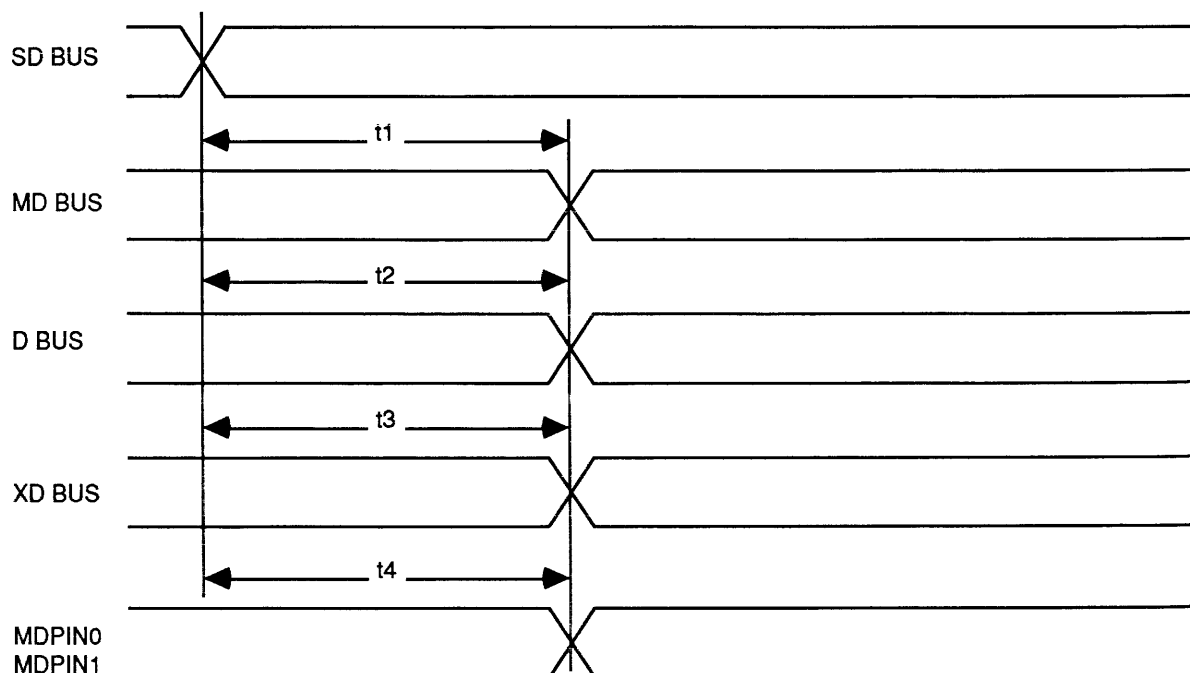 SD BUS
t1
MD BUS
t2
D BUS
t3
XD BUS
t4
MDPIN0
MDPIN1